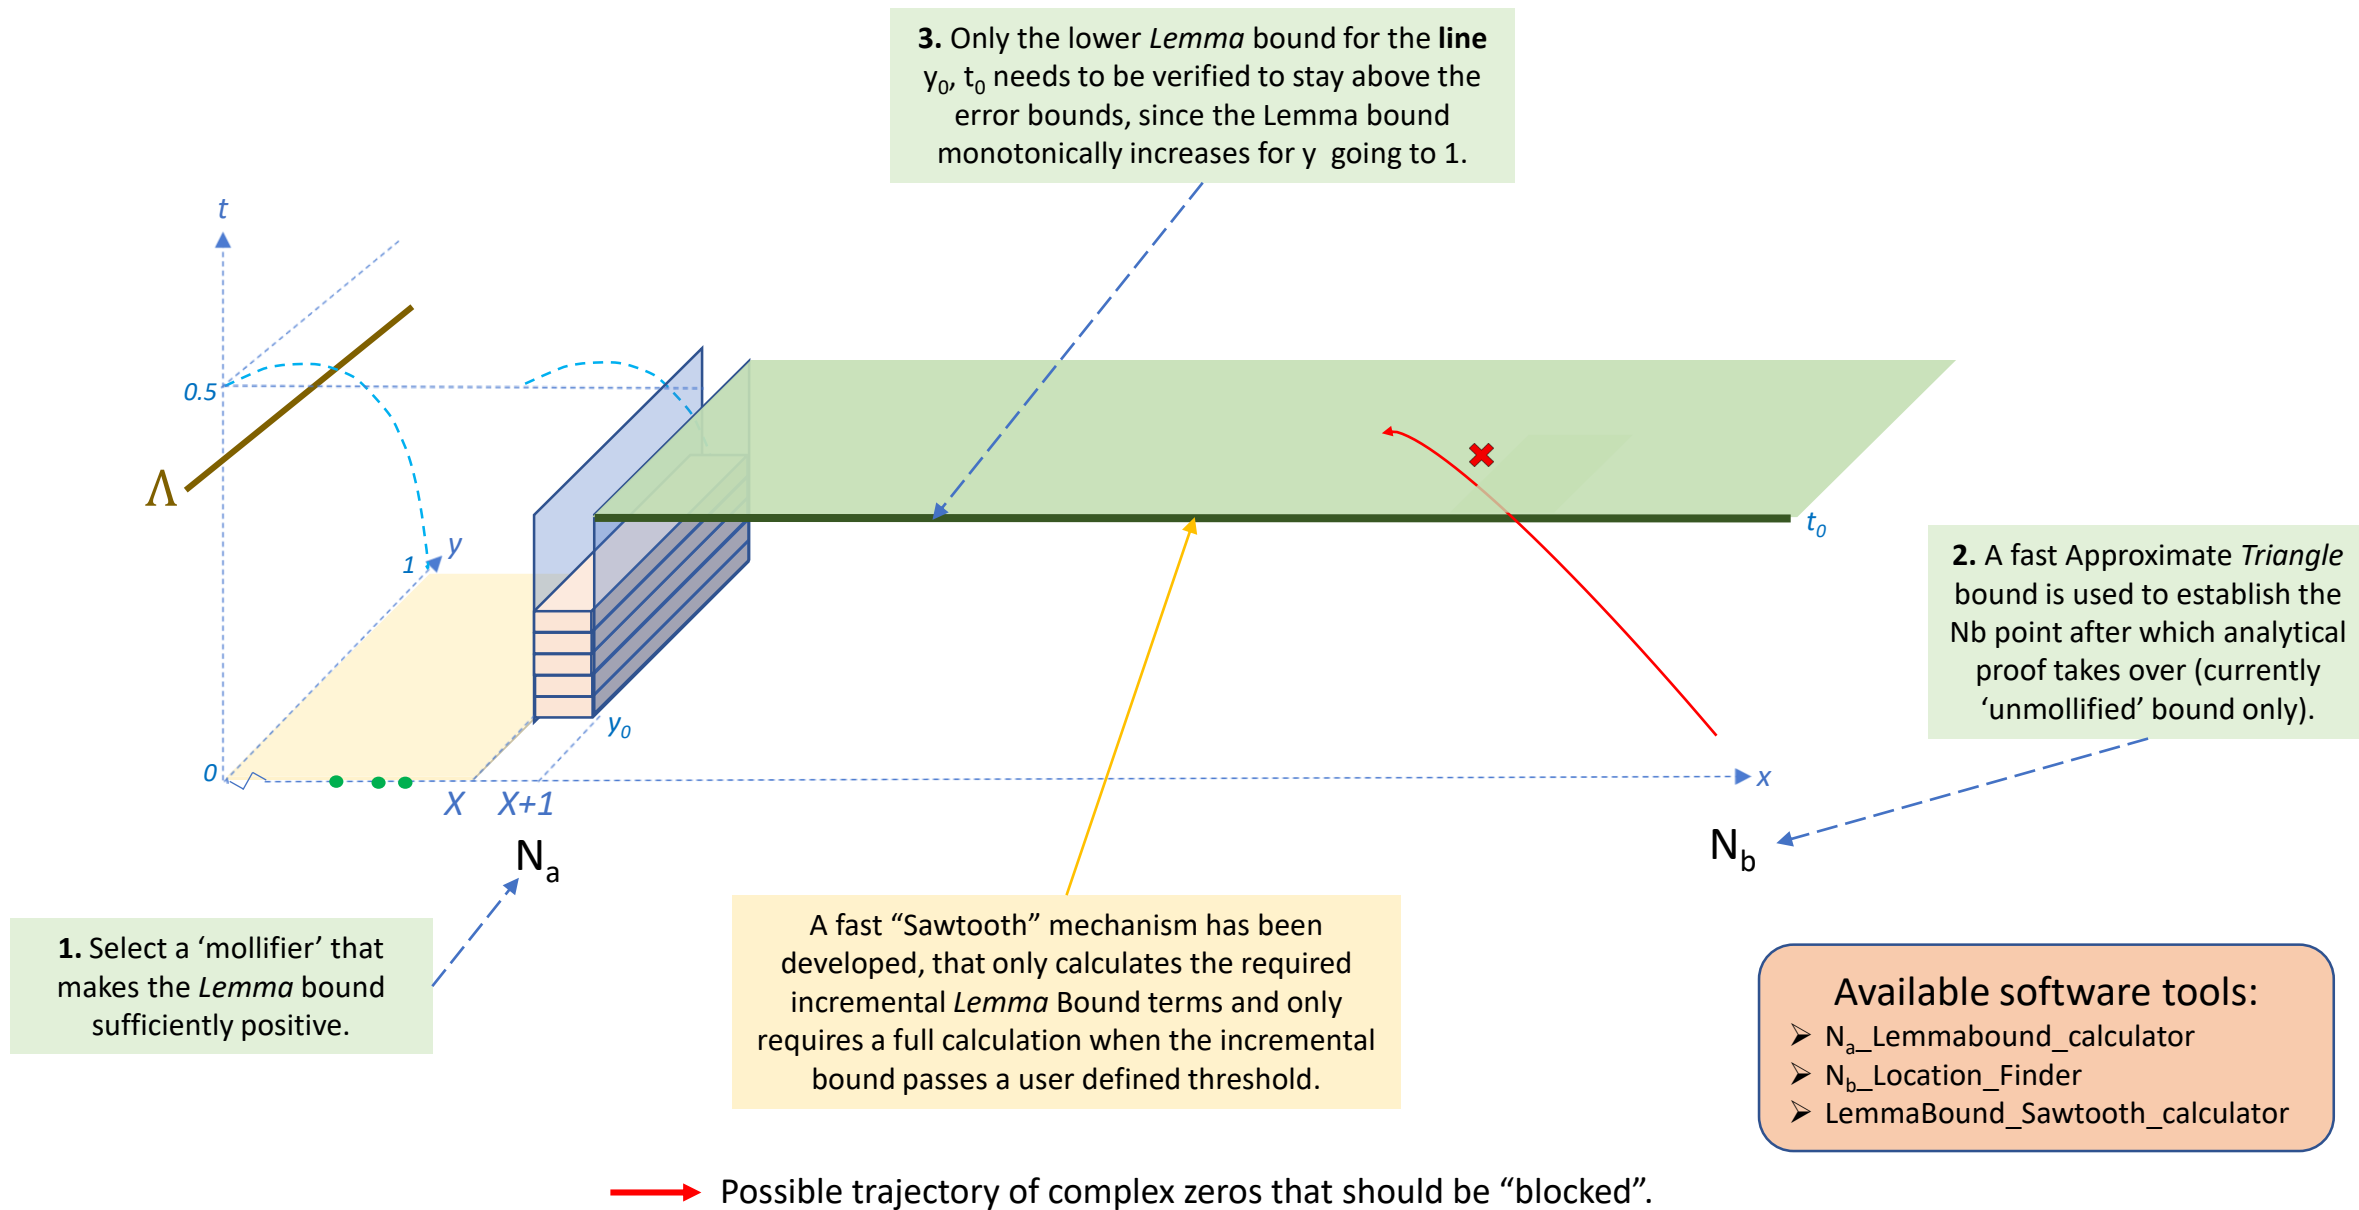 3. Only the lower Lemma bound for the line
y0, t0 needs to be verified to stay above the
error bounds, since the Lemma bound
monotonically increases for y going to 1.
t
0.5
Λ
1
y
t0
2. A fast Approximate Triangle
bound is used to establish the
Nb point after which analytical
proof takes over (currently
‘unmollified’ bound only).
y0
0
X
X+1
x
Na
Nb
1. Select a ‘mollifier’ that
makes the Lemma bound
sufficiently positive.
A fast “Sawtooth” mechanism has been
developed, that only calculates the required
incremental Lemma Bound terms and only
requires a full calculation when the incremental
bound passes a user defined threshold.
Available software tools:
➢ Na_Lemmabound_calculator
➢ Nb_Location_Finder
➢ LemmaBound_Sawtooth_calculator
Possible trajectory of complex zeros that should be “blocked”.